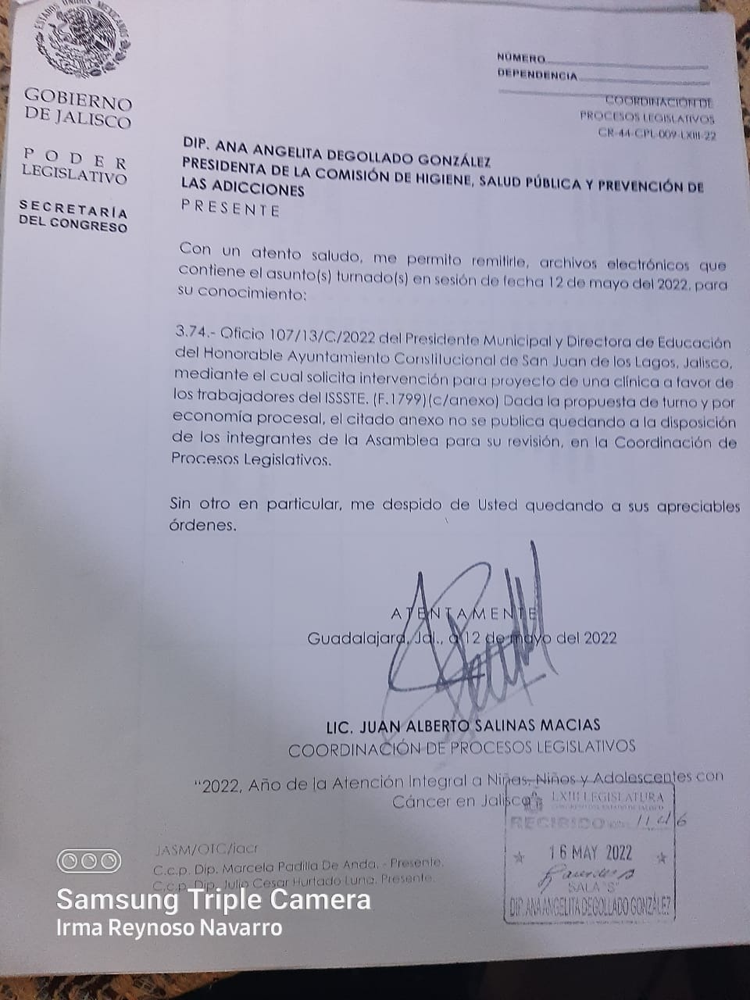 ESTADOS UNIDOS MEXICANOS
GOBIERNO
DE JALISCO
PODER
LEGISLATIVO
SECRETARÍA
DEL CONGRESO
NÚMERO
DEPENDENCIA
COORDINACIÓN DE
PROCESOS LEGISLATIVOS
CR-44-CPL-009-LXIII-22
DIP. ANA ANGELITA DEGOLLADO GONZÁLEZ
PRESIDENTA DE LA COMISIÓN DE HIGIENE, SALUD PÚBLICA Y PREVENCIÓN DE
LAS ADICCIONES
PRESENTE
Con un atento saludo, me permito remitirle, archivos electrónicos que
contiene el asunto(s) turnado(s) en sesión de fecha 12 de mayo del 2022, para
su conocimiento:
3.74.- Oficio 107/13/C/2022 del Presidente Municipal y Directora de Educación
del Honorable Ayuntamiento Constitucional de San Juan de los Lagos, Jalisco,
mediante el cual solicita intervención para proyecto de una clínica a favor de
los trabajadores del ISSSTE. (F.1799)(c/anexo) Dada la propuesta de turno y por
economía procesal, el citado anexo no se publica quedando a la disposición
de los integrantes de la Asamblea para su revisión, en la Coordinación de
Procesos Legislativos.
Sin otro en particular, me despido de Usted quedando a sus apreciables
órdenes.
ATENTAMENTE
Guadalajara, Jal., a 12 de mayo del 2022
LIC. JUAN ALBERTO SALINAS MACIAS
COORDINACIÓN DE PROCESOS LEGISLATIVOS
"2022, Año de la Atención Integral a Niñas, Niños y Adolescentes con
Cáncer en Jalisco"
LXIII LEGISLATURA
RECIBIDO
16 MAY 2022
SALA "S"
DIP. ANA ANGELITA DEGOLLADO GONZÁLEZ
JASM/OTC/iacr
C.c.p. Dip. Marcela Padilla De Anda. - Presente.
C.c.p. Dip. Julio Cesar Hurtado Luna. Presente.
Samsung Triple Camera
Irma Reynoso Navarro